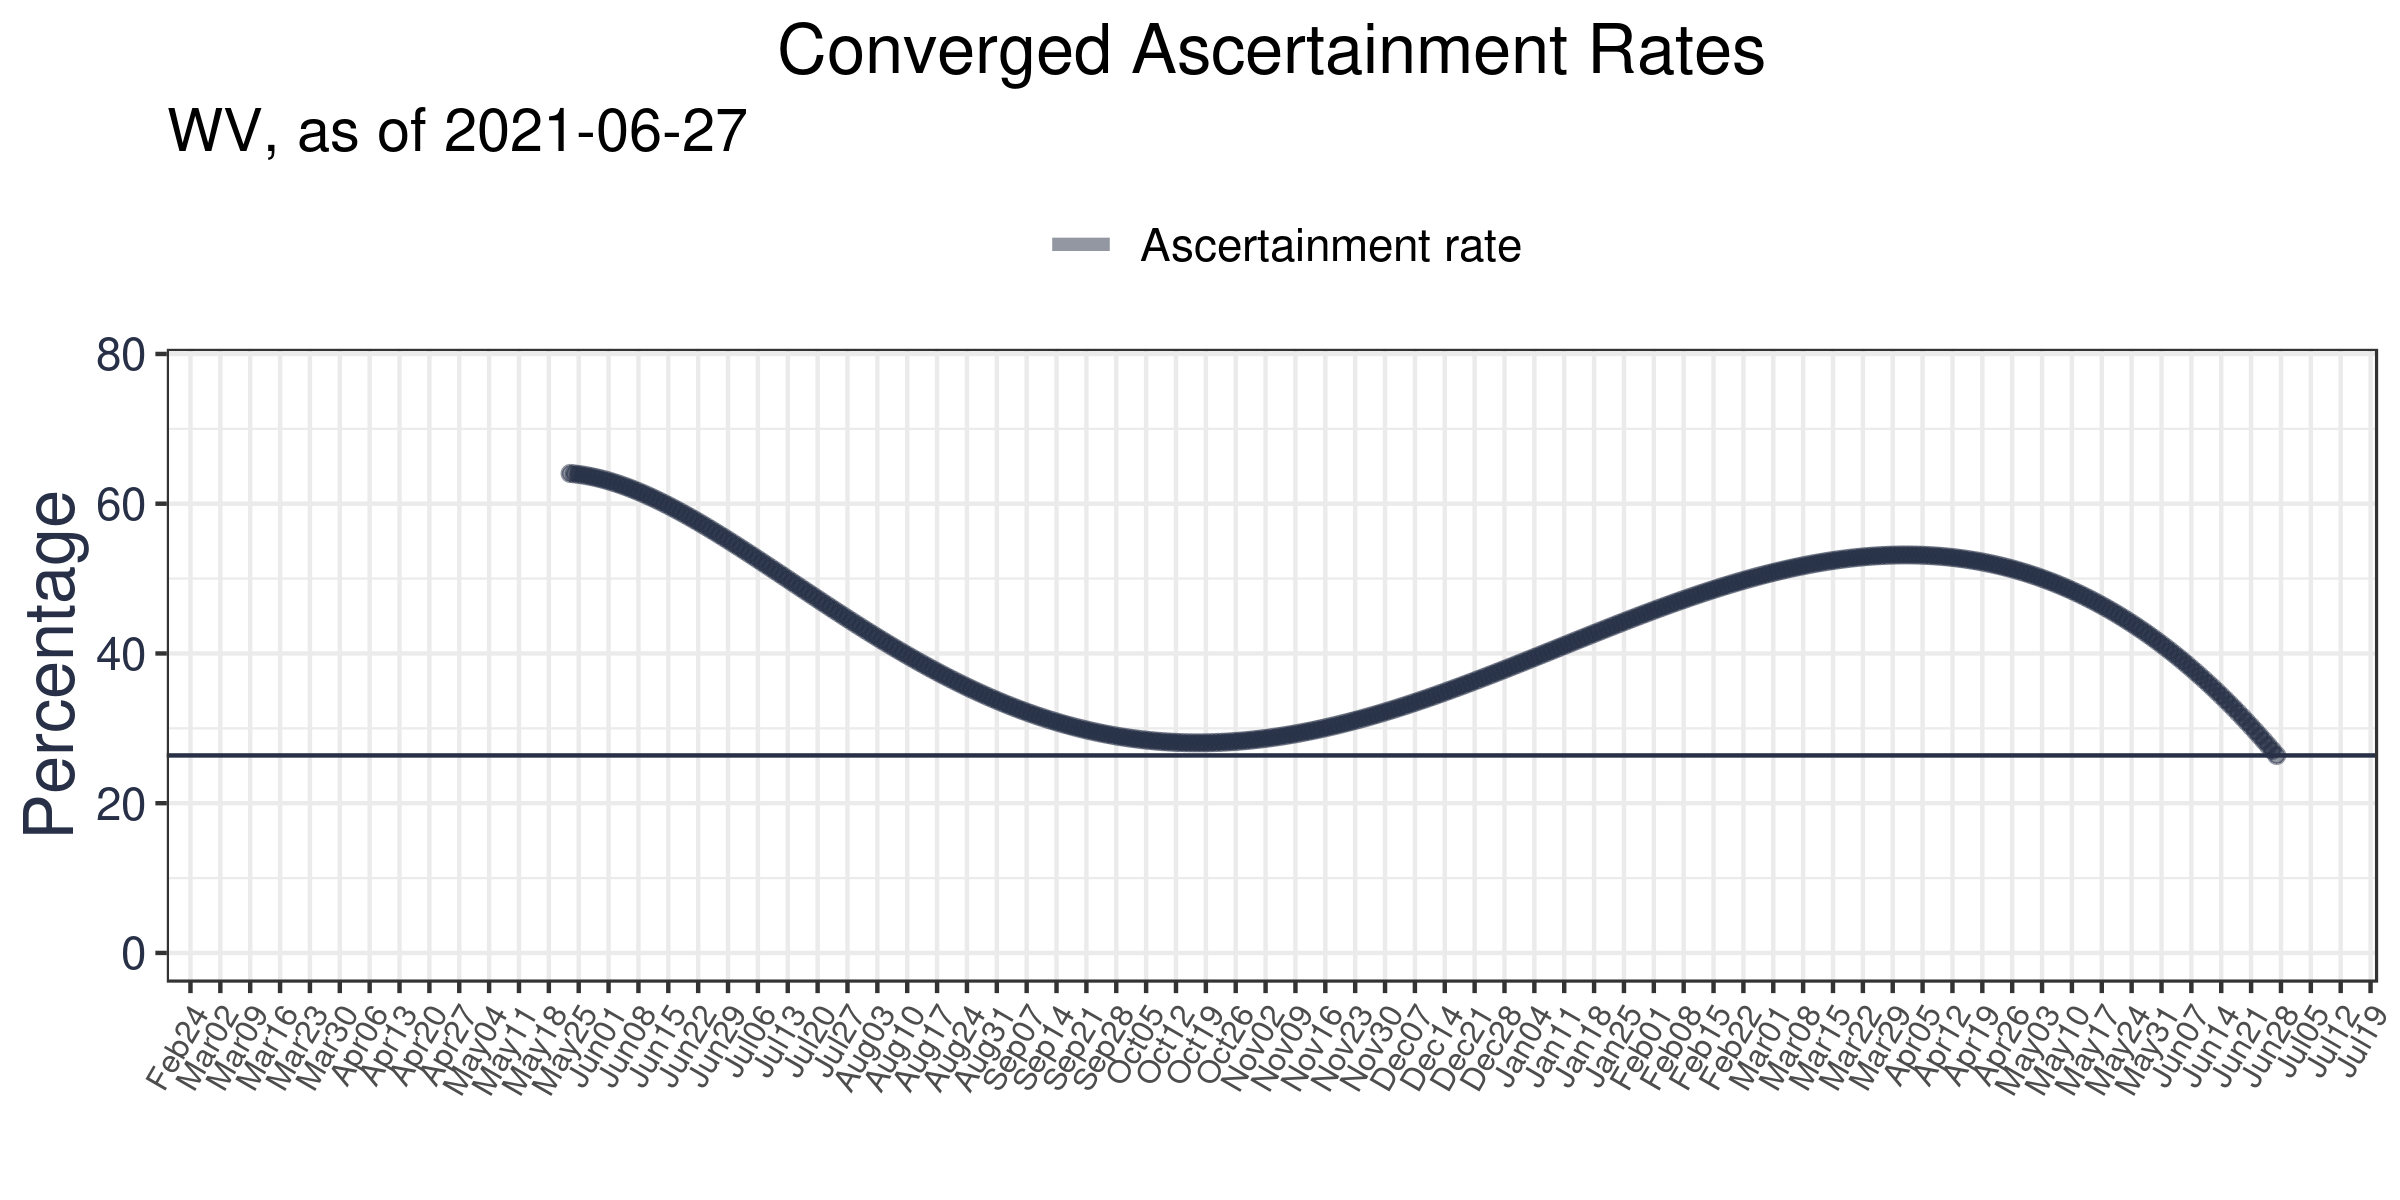 Converged Ascertainment Rates
WV, as of 2021-06-27
Ascertainment rate
Percentage
80
60
40
20
0
Feb24
Mar02
Mar09
Mar16
Mar23
Mar30
Apr06
Apr13
Apr20
Apr27
May04
May11
May18
May25
Jun01
Jun08
Jun15
Jun22
Jun29
Jul06
Jul13
Jul20
Jul27
Aug03
Aug10
Aug17
Aug24
Aug31
Sep07
Sep14
Sep21
Sep28
Oct05
Oct12
Oct19
Oct26
Nov02
Nov09
Nov16
Nov23
Nov30
Dec07
Dec14
Dec21
Dec28
Jan04
Jan11
Jan18
Jan25
Feb01
Feb08
Feb15
Feb22
Mar01
Mar08
Mar15
Mar22
Mar29
Apr05
Apr12
Apr19
Apr26
May03
May10
May17
May24
May31
Jun07
Jun14
Jun21
Jun28
Jul05
Jul12
Jul19